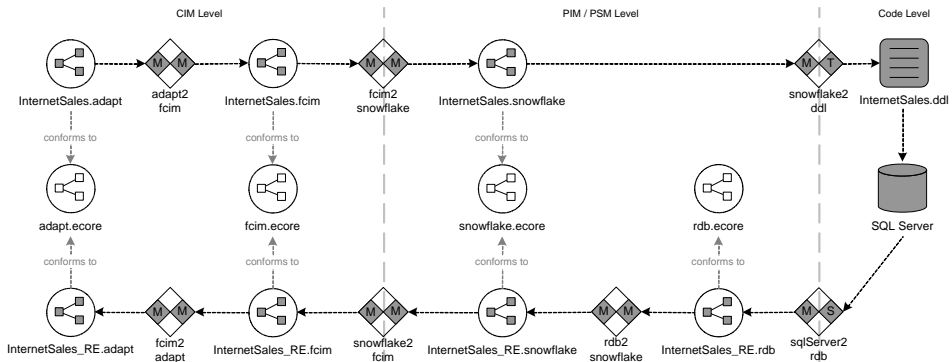 CIM Level
PIM / PSM Level
Code Level
M M
M M
M T
InternetSales.adapt
adapt2
fcim
InternetSales.fcim
fcim2
snowflake
InternetSales.snowflake
snowflake2
ddl
InternetSales.ddl
conforms to
conforms to
conforms to
adapt.ecore
fcim.ecore
snowflake.ecore
rdb.ecore
SQL Server
conforms to
conforms to
conforms to
conforms to
M M
M M
M M
M S
InternetSales_RE.adapt
fcim2
adapt
InternetSales_RE.fcim
snowflake2
fcim
InternetSales_RE.snowflake
rdb2
snowflake
InternetSales_RE.rdb
sqlServer2
rdb